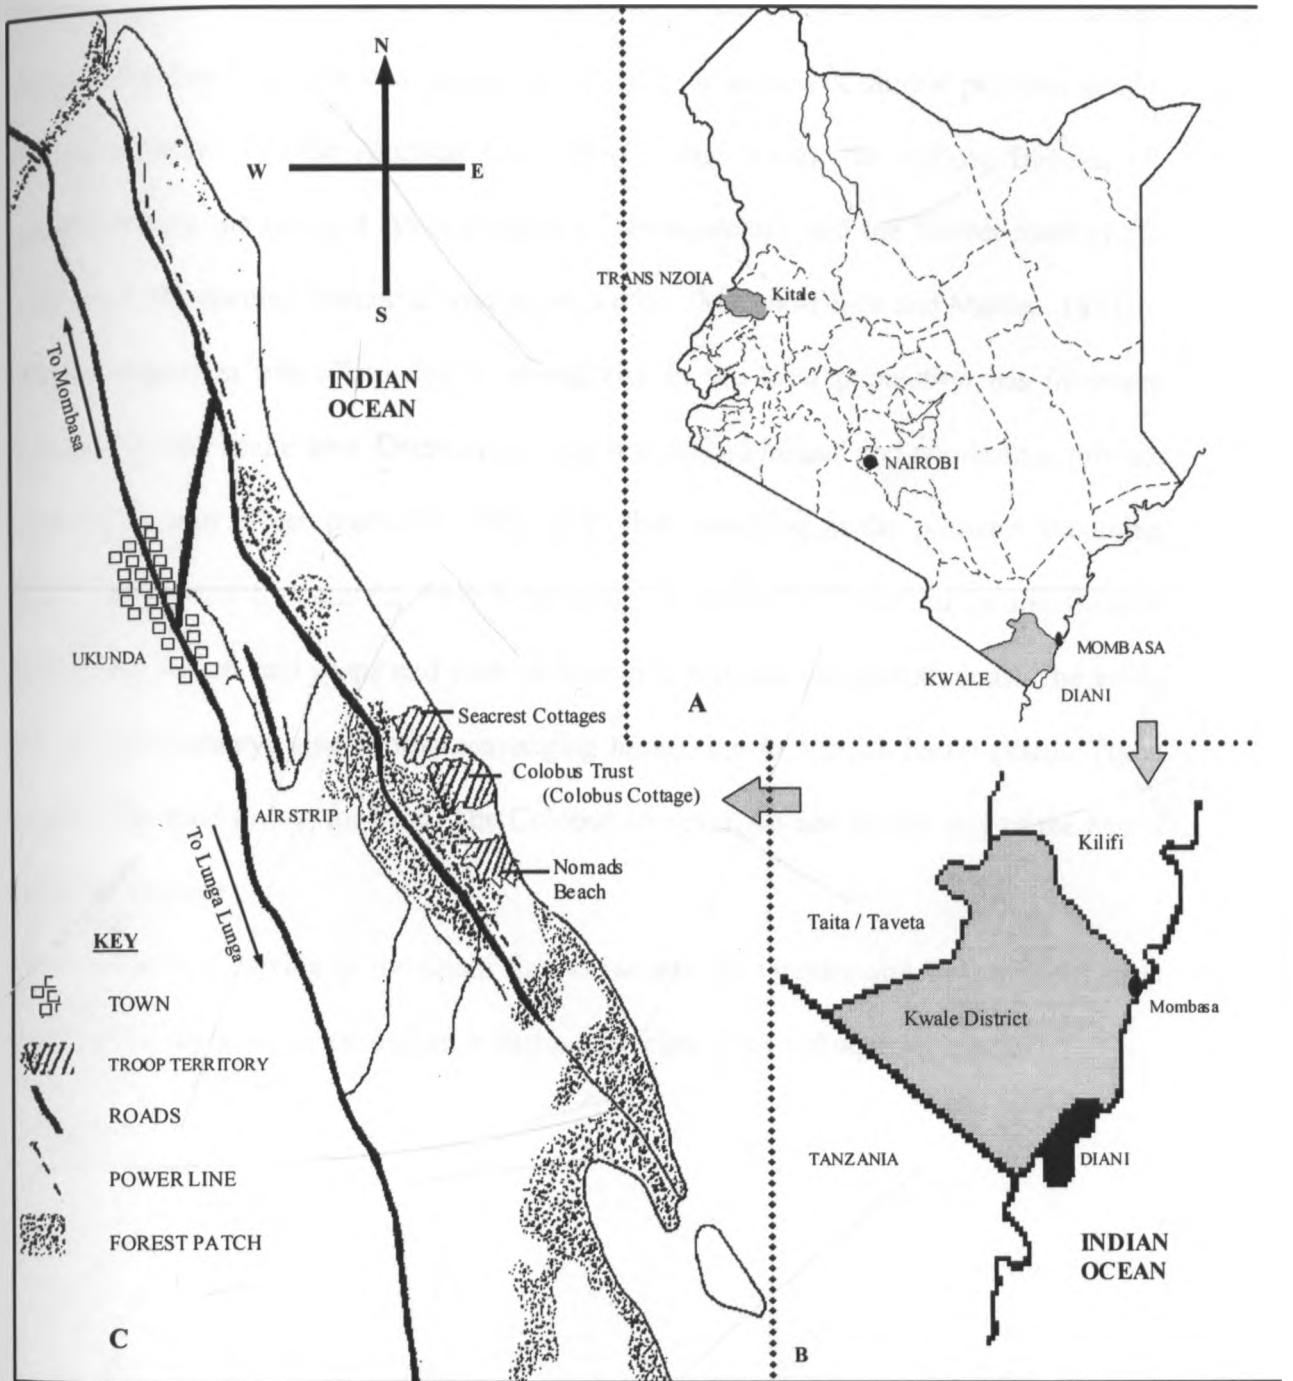 N
W
E
S
INDIAN
OCEAN
To Mombasa
UKUNDA
AIR STRIP
To Lunga Lunga
Seacrest Cottages
Colobus Trust
(Colobus Cottage)
Nomads
Beach
KEY
TOWN
TROOP TERRITORY
ROADS
POWER LINE
FOREST PATCH
C
TRANS NZOIA
Kitale
NAIROBI
MOMBASA
KWALE
DIANI
A
Kilifi
Taita / Taveta
Kwale District
Mombasa
TANZANIA
DIANI
INDIAN
OCEAN
B